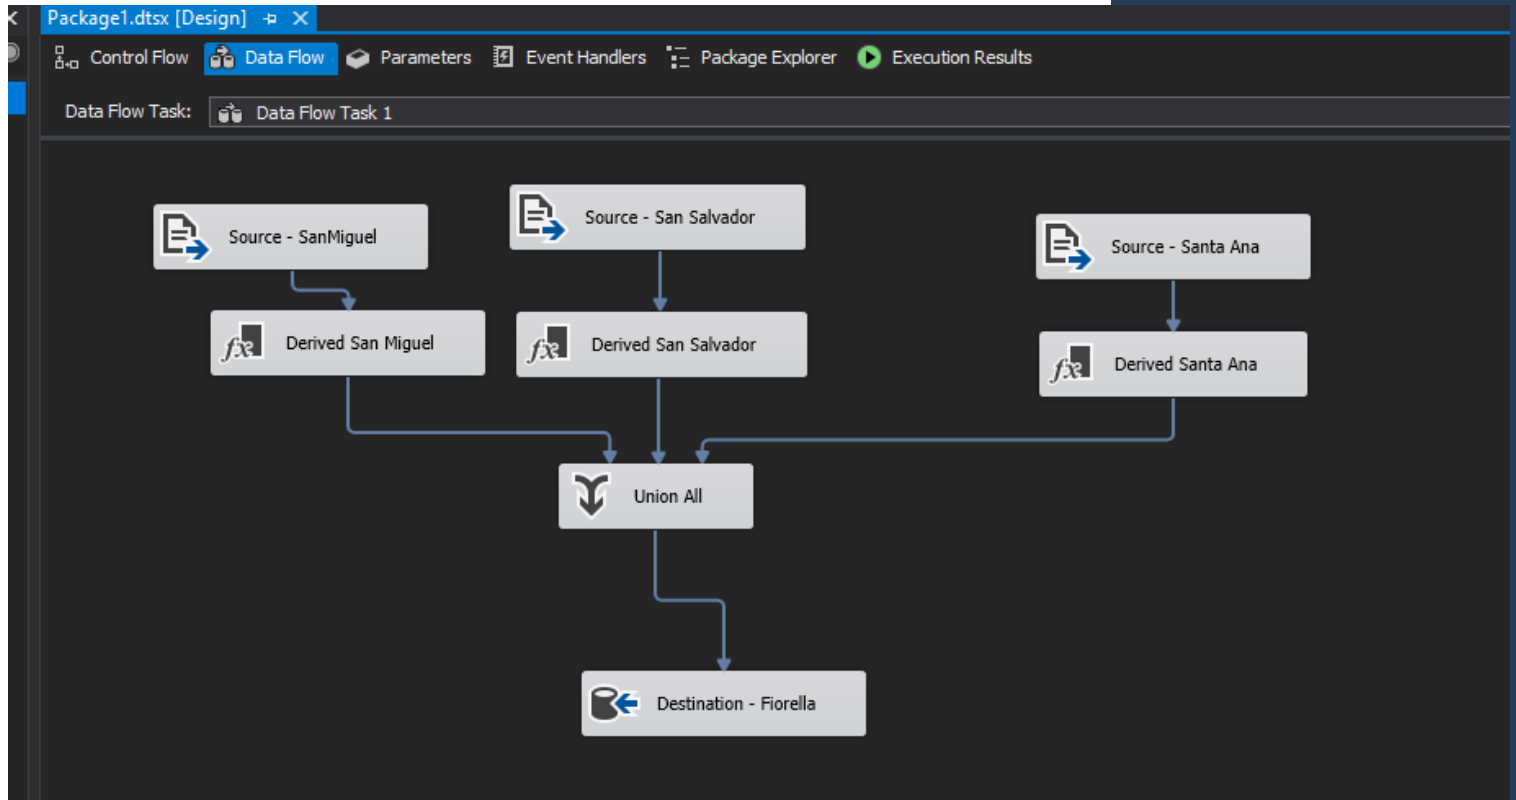 Package1.dtsx [Design]
Control Flow
Data Flow
Parameters
Event Handlers
Package Explorer
Execution Results
Data Flow Task:
Data Flow Task 1
Source - SanMiguel
Source - San Salvador
Source - Santa Ana
Derived San Miguel
Derived San Salvador
Derived Santa Ana
Union All
Destination - Fiorella